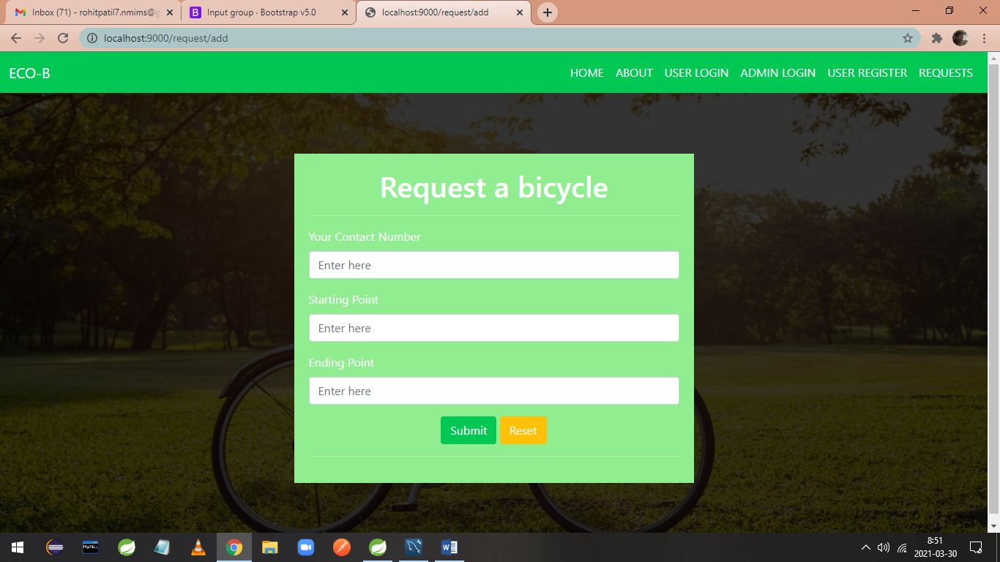 Inbox (71) - rohitpatil7.nmims@g
Input group · Bootstrap v5.0
localhost:9000/request/add
localhost:9000/request/add
ECO-B
HOME ABOUT USER LOGIN ADMIN LOGIN USER REGISTER REQUESTS
Request a bicycle
Your Contact Number
Enter here
Starting Point
Enter here
Ending Point
Enter here
Submit Reset
MySQL
W
8:51
2021-03-30